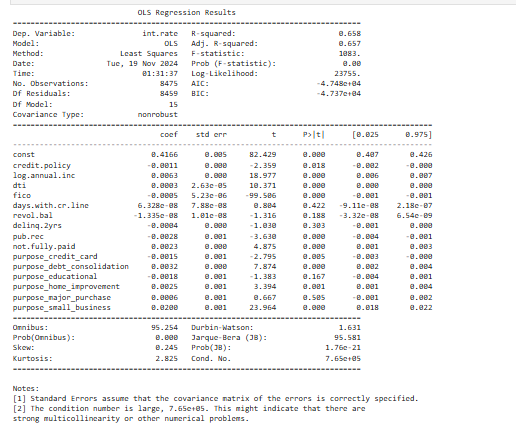 OLS Regression Results
==============================================================================
Dep. Variable: int.rate R-squared: 0.658
Model: OLS Adj. R-squared: 0.657
Method: Least Squares F-statistic: 1083.
Date: Tue, 19 Nov 2024 Prob (F-statistic): 0.00
Time: 01:31:37 Log-Likelihood: 23755.
No. Observations: 8475 AIC: -4.748e+04
Df Residuals: 8459 BIC: -4.737e+04
Df Model: 15
Covariance Type: nonrobust
==============================================================================
coef std err t P>|t| [0.025 0.975]
------------------------------------------------------------------------------
const 0.4166 0.005 82.429 0.000 0.407 0.426
credit.policy -0.0011 0.000 -2.359 0.018 -0.002 -0.000
log.annual.inc 0.0063 0.000 18.977 0.000 0.006 0.007
dti 0.0003 2.63e-05 10.371 0.000 0.000 0.000
fico -0.0005 5.23e-06 -99.506 0.000 -0.001 -0.001
days.with.cr.line 6.328e-08 7.88e-08 0.804 0.422 -9.11e-08 2.18e-07
revol.bal -1.335e-08 1.01e-08 -1.316 0.188 -3.32e-08 6.54e-09
delinq.2yrs -0.0004 0.000 -1.030 0.303 -0.001 0.000
pub.rec -0.0028 0.001 -3.630 0.000 -0.004 -0.001
not.fully.paid 0.0023 0.000 4.875 0.000 0.001 0.003
purpose_credit_card -0.0015 0.001 -2.795 0.005 -0.003 -0.000
purpose_debt_consolidation 0.0032 0.000 7.874 0.000 0.002 0.004
purpose_educational -0.0018 0.001 -1.383 0.167 -0.004 0.001
purpose_home_improvement 0.0025 0.001 3.394 0.001 0.001 0.004
purpose_major_purchase 0.0006 0.001 0.667 0.505 -0.001 0.002
purpose_small_business 0.0200 0.001 23.964 0.000 0.018 0.022
==============================================================================
Omnibus: 95.254 Durbin-Watson: 1.631
Prob(Omnibus): 0.000 Jarque-Bera (JB): 95.581
Skew: 0.245 Prob(JB): 1.76e-21
Kurtosis: 2.825 Cond. No. 7.65e+05
==============================================================================
Notes:
[1] Standard Errors assume that the covariance matrix of the errors is correctly specified.
[2] The condition number is large, 7.65e+05. This might indicate that there are
strong multicollinearity or other numerical problems.